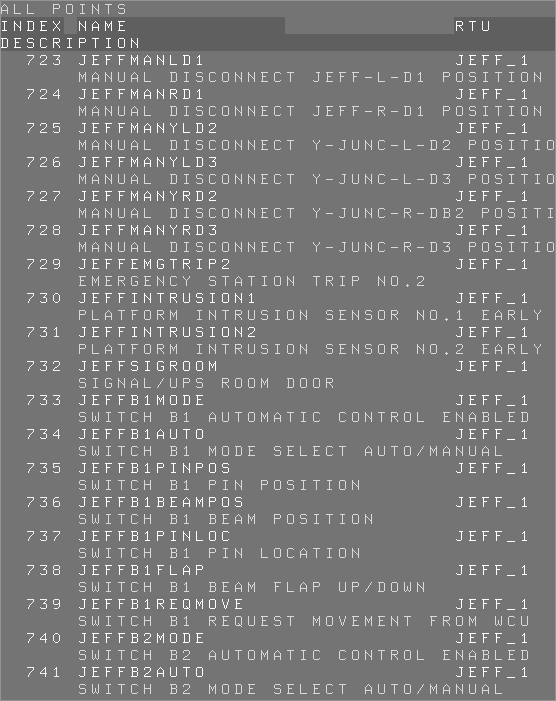 ALL POINTS
INDEX NAME RTU
DESCRIPTION
723 JEFFMANLD1 JEFF_1
MANUAL DISCONNECT JEFF-L-D1 POSITION
724 JEFFMANRD1 JEFF_1
MANUAL DISCONNECT JEFF-R-D1 POSITION
725 JEFFMANYLD2 JEFF_1
MANUAL DISCONNECT Y-JUNC-L-D2 POSITIO
726 JEFFMANYLD3 JEFF_1
MANUAL DISCONNECT Y-JUNC-L-D3 POSITIO
727 JEFFMANYRD2 JEFF_1
MANUAL DISCONNECT Y-JUNC-R-DB2 POSITI
728 JEFFMANYRD3 JEFF_1
MANUAL DISCONNECT Y-JUNC-R-D3 POSITIO
729 JEFFEMGTRIP2 JEFF_1
EMERGENCY STATION TRIP NO.2
730 JEFFINTRUSION1 JEFF_1
PLATFORM INTRUSION SENSOR NO.1 EARLY
731 JEFFINTRUSION2 JEFF_1
PLATFORM INTRUSION SENSOR NO.2 EARLY
732 JEFFSIGROOM JEFF_1
SIGNAL/UPS ROOM DOOR
733 JEFFB1MODE JEFF_1
SWITCH B1 AUTOMATIC CONTROL ENABLED
734 JEFFB1AUTO JEFF_1
SWITCH B1 MODE SELECT AUTO/MANUAL
735 JEFFB1PINPOS JEFF_1
SWITCH B1 PIN POSITION
736 JEFFB1BEAMPOS JEFF_1
SWITCH B1 BEAM POSITION
737 JEFFB1PINLOC JEFF_1
SWITCH B1 PIN LOCATION
738 JEFFB1FLAP JEFF_1
SWITCH B1 BEAM FLAP UP/DOWN
739 JEFFB1REQMOVE JEFF_1
SWITCH B1 REQUEST MOVEMENT FROM WCU
740 JEFFB2MODE JEFF_1
SWITCH B2 AUTOMATIC CONTROL ENABLED
741 JEFFB2AUTO JEFF_1
SWITCH B2 MODE SELECT AUTO/MANUAL